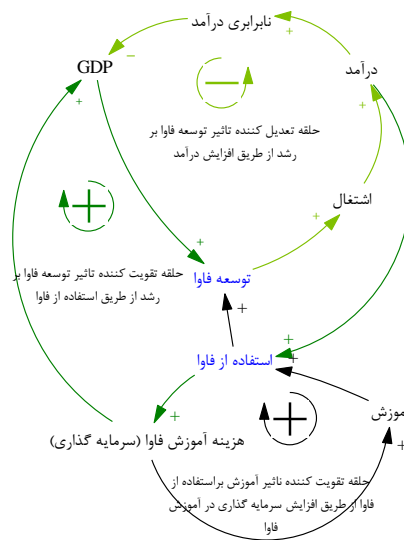 نابرابری درآمد
GDP
درآمد
حلقه تعدیل کننده تاثیر توسعه فاوا بر
رشد از طریق افزایش درآمد
اشتغال
حلقه تقویت کننده تاثیر توسعه فاوا بر
رشد از طریق استفاده از فاوا
توسعه فاوا
استفاده از فاوا
موزش
هزینه آموزش فاوا (سرمایه گذاری)
حلقه تقویت کننده تاثیر آموزش براستفاده از
فاوا از طریق افزایش سرمایه گذاری در آموزش
فاوا